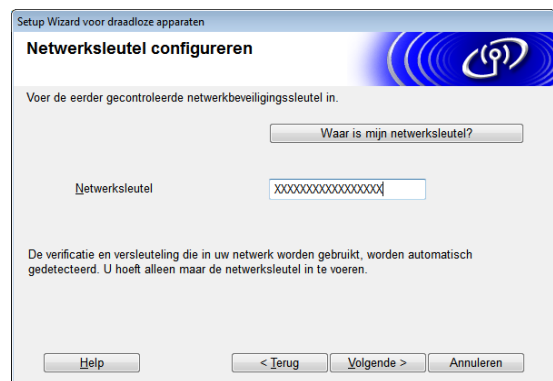 Setup Wizard voor draadloze apparaten
Netwerksleutel configureren
Voer de eerder gecontroleerde netwerkbeveiligingssleutel in.
Waar is mijn netwerksleutel?
Netwerksleutel XXXXXXXXXXXXXXXXX
De verificatie en versleuteling die in uw netwerk worden gebruikt, worden automatisch
gedetecteerd. U hoeft alleen maar de netwerksleutel in te voeren.
Help < Terug Volgende > Annuleren